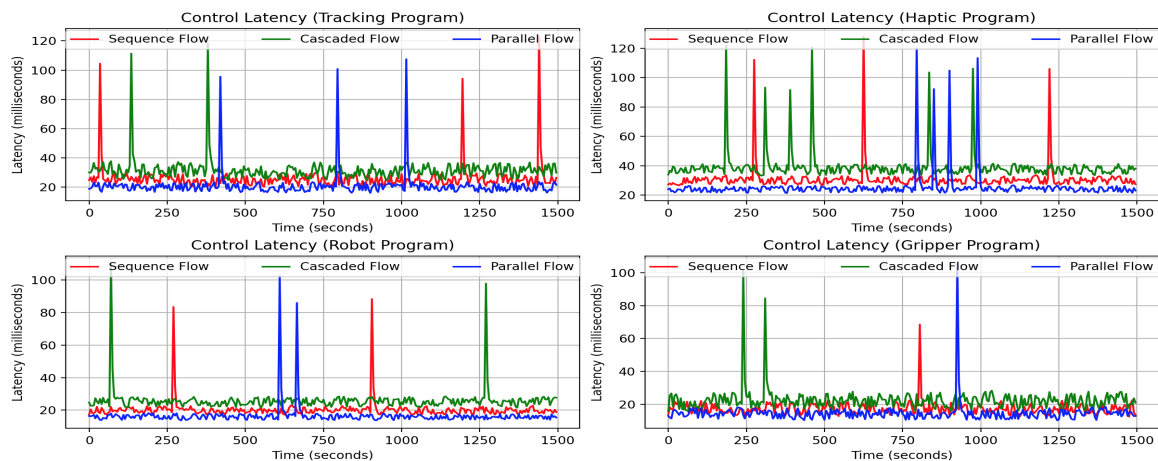 Control Latency (Tracking Program)
Sequence Flow Cascaded Flow Parallel Flow
Latency (milliseconds)
120
100
80
60
40
20
0 250 500 750 1000 1250 1500
Time (seconds)
Control Latency (Haptic Program)
Sequence Flow Cascaded Flow Parallel Flow
Latency (milliseconds)
120
100
80
60
40
20
0 250 500 750 1000 1250 1500
Time (seconds)
Control Latency (Robot Program)
Sequence Flow Cascaded Flow Parallel Flow
Latency (milliseconds)
100
80
60
40
20
0 250 500 750 1000 1250 1500
Time (seconds)
Control Latency (Gripper Program)
Sequence Flow Cascaded Flow Parallel Flow
Latency (milliseconds)
100
80
60
40
20
0 250 500 750 1000 1250 1500
Time (seconds)